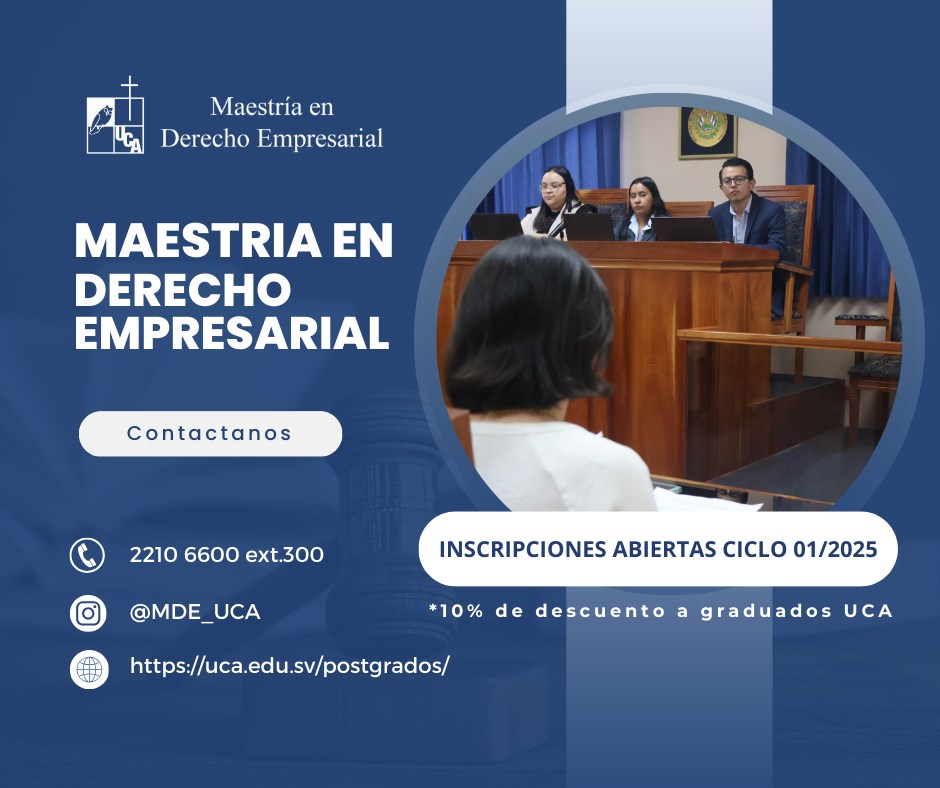 UCA
Maestría en
Derecho Empresarial
MAESTRIA EN
DERECHO
EMPRESARIAL
Contactanos
2210 6600 ext.300
@MDE_UCA
https://uca.edu.sv/postgrados/
INSCRIPCIONES ABIERTAS CICLO 01/2025
*10% de descuento a graduados UCA